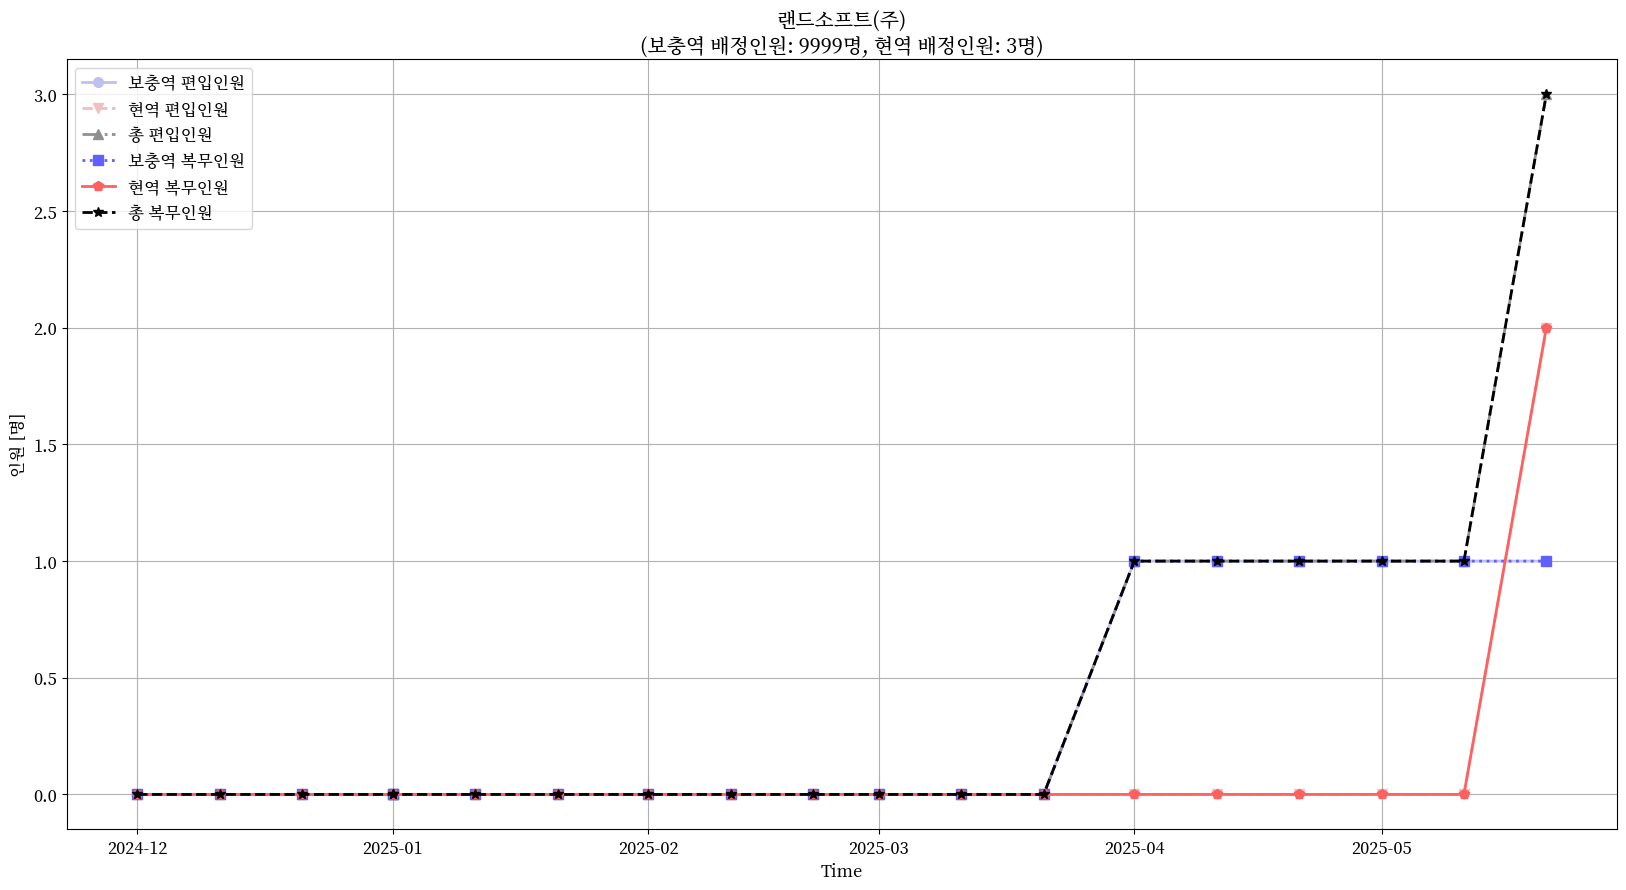 랜드소프트(주)
(보충역 배정인원: 9999명, 현역 배정인원: 3명)
보충역 편입인원
현역 편입인원
총 편입인원
보충역 복무인원
현역 복무인원
총 복무인원
3.0
2.5
2.0
1.5
1.0
0.5
0.0
인원 [명]
2024-12 2025-01 2025-02 2025-03 2025-04 2025-05
Time